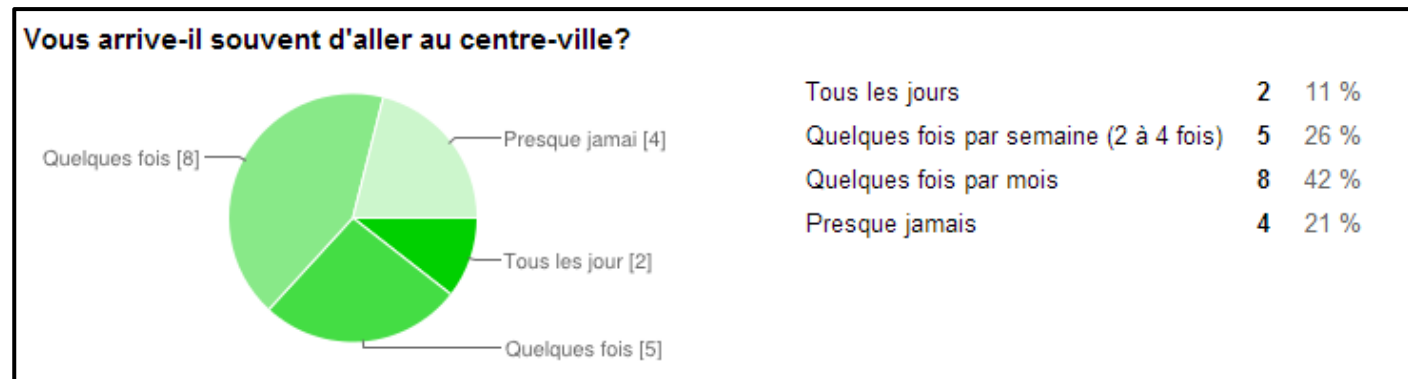 Vous arrive-il souvent d'aller au centre-ville?
Quelques fois [8]
Presque jamai [4]
Tous les jour [2]
Quelques fois [5]
Tous les jours 2 11 %
Quelques fois par semaine (2 à 4 fois) 5 26 %
Quelques fois par mois 8 42 %
Presque jamais 4 21 %